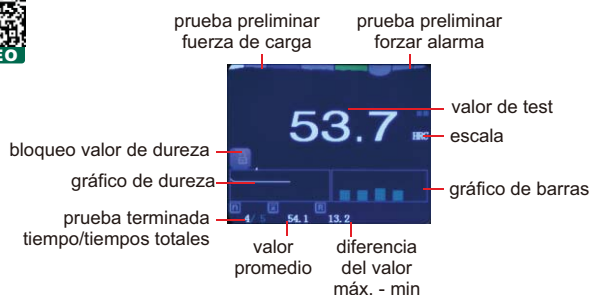 EO
prueba preliminar
fuerza de carga
prueba preliminar
forzar alarma
53.7
HRC
valor de test
escala
bloqueo valor de dureza
gráfico de dureza
gráfico de barras
n
R
4/ 5
54.1
13.2
prueba terminada
tiempo/tiempos totales
valor
promedio
diferencia
del valor
máx. - min